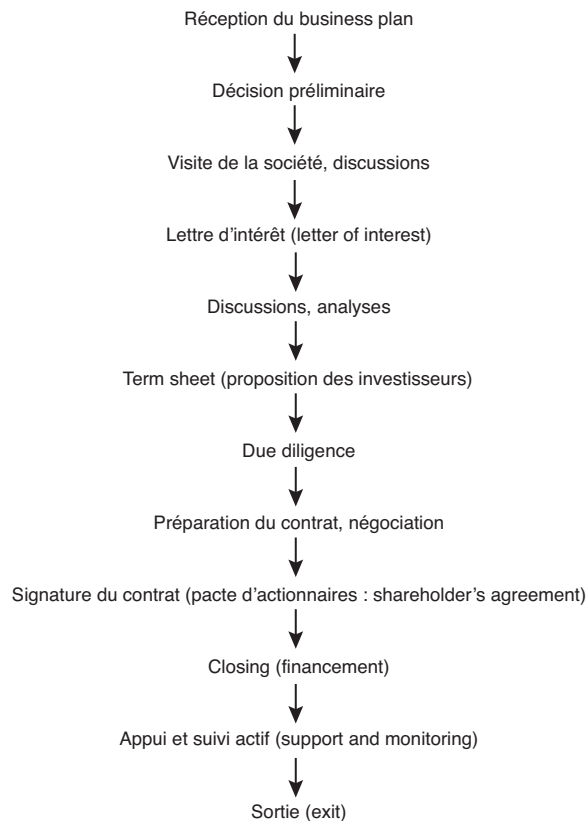 Réception du business plan
Décision préliminaire
Visite de la société, discussions
Lettre d’intérêt (letter of interest)
Discussions, analyses
Term sheet (proposition des investisseurs)
Due diligence
Préparation du contrat, négociation
Signature du contrat (pacte d’actionnaires : shareholder’s agreement)
Closing (financement)
Appui et suivi actif (support and monitoring)
Sortie (exit)